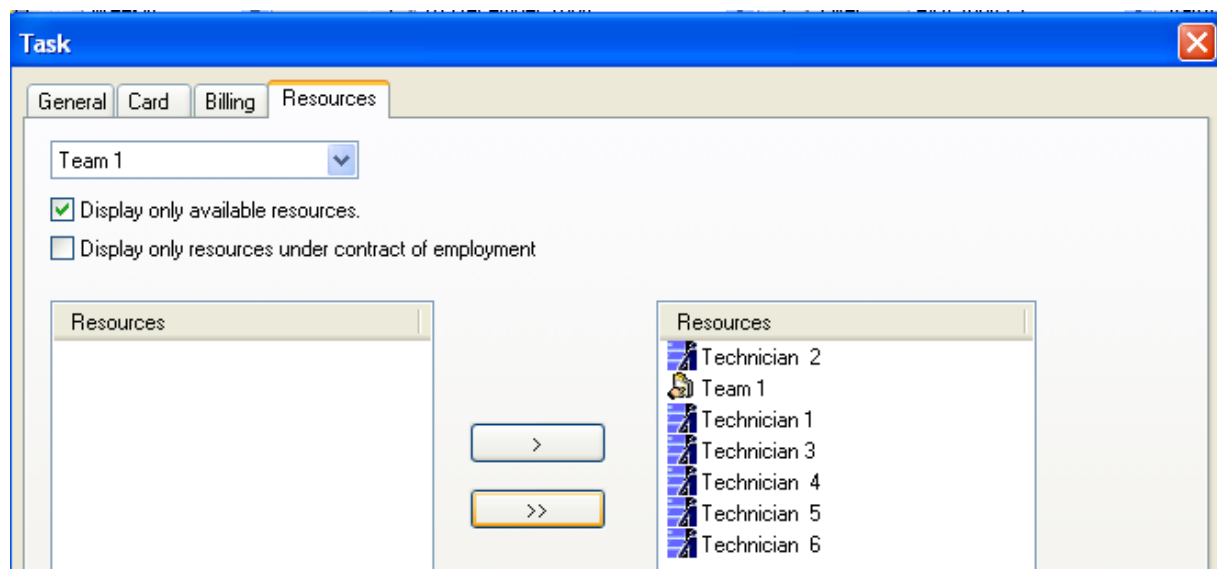 Task
General Card Billing Resources
Team 1
Display only available resources.
Display only resources under contract of employment
Resources Resources
Technician 2
Team 1
Technician 1
Technician 3
>
Technician 4
>>
Technician 5
Technician 6